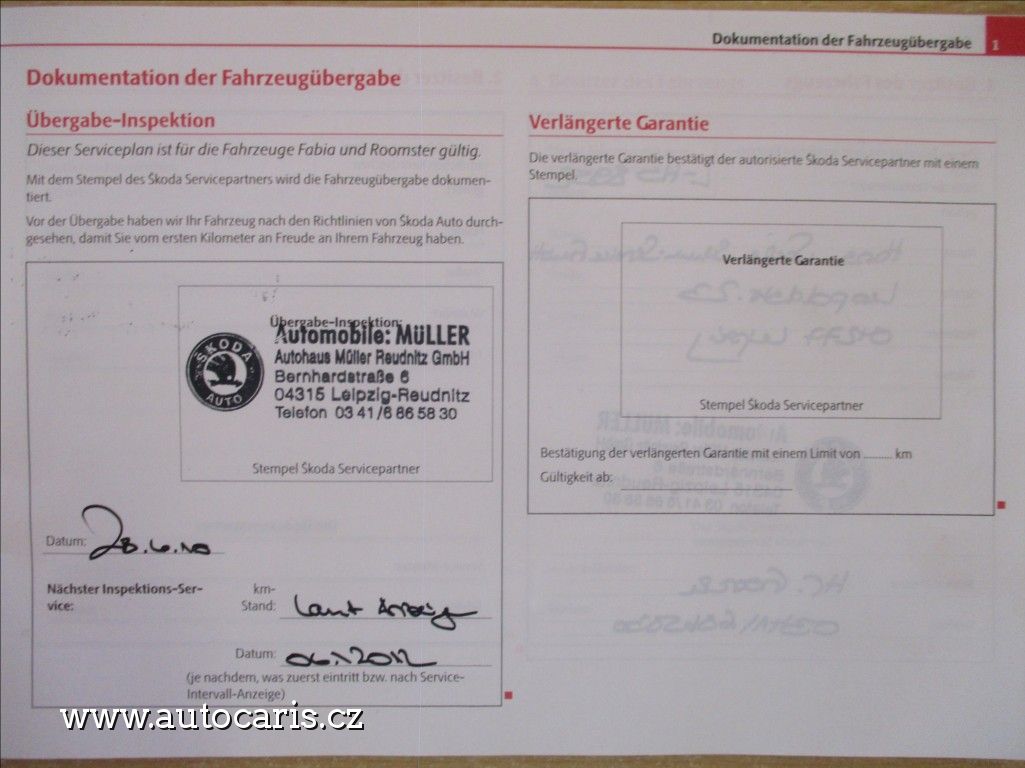 Dokumentation der Fahrzeugübergabe 1
Dokumentation der Fahrzeugübergabe
Übergabe-Inspektion
Dieser Serviceplan ist für die Fahrzeuge Fabia und Roomster gültig.
Mit dem Stempel des Škoda Servicepartners wird die Fahrzeugübergabe dokumen-
tiert.
Vor der Übergabe haben wir Ihr Fahrzeug nach den Richtlinien von Škoda Auto durch-
gesehen, damit Sie vom ersten Kilometer an Freude an Ihrem Fahrzeug haben.
Übergabe-Inspektion:
ŠKODA
AUTO
Automobile: MÜLLER
Autohaus Müller Reudnitz GmbH
Bernhardstraße 6
04315 Leipzig-Reudnitz
Telefon 03 41/6 86 58 30
Stempel Škoda Servicepartner
Datum: 28.6.10
Nächster Inspektions-Ser-
vice:
km-
Stand: Laut Anzeige
Datum: 06.2012
(je nachdem, was zuerst eintritt bzw. nach Service-
Intervall-Anzeige)
Verlängerte Garantie
Die verlängerte Garantie bestätigt der autorisierte Škoda Servicepartner mit einem
Stempel.
Verlängerte Garantie
Stempel Škoda Servicepartner
Bestätigung der verlängerten Garantie mit einem Limit von ......... km
Gültigkeit ab:
www.autocaris.cz